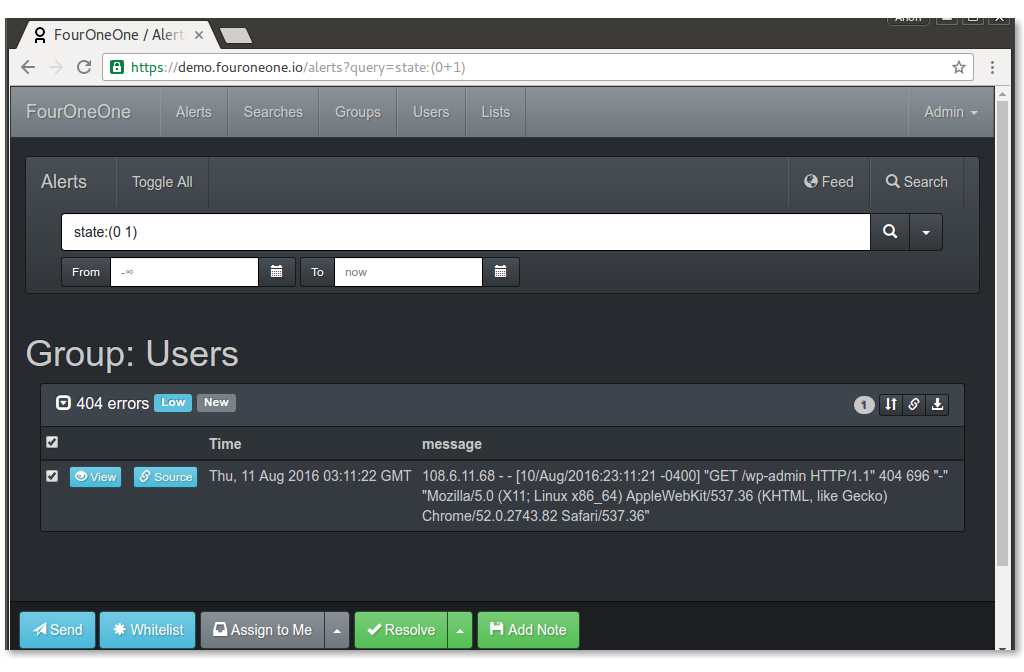 Anon
FourOneOne / Alert
https://demo.fouroneone.io/alerts?query=state:(0+1)
FourOneOne Alerts Searches Groups Users Lists Admin
Alerts Toggle All Feed Search
state:(0 1)
From -∞ To now
Group: Users
404 errors Low New 1
Time message
View Source Thu, 11 Aug 2016 03:11:22 GMT 108.6.11.68 - - [10/Aug/2016:23:11:21 -0400] "GET /wp-admin HTTP/1.1" 404 696 "-"
"Mozilla/5.0 (X11; Linux x86_64) AppleWebKit/537.36 (KHTML, like Gecko)
Chrome/52.0.2743.82 Safari/537.36"
Send Whitelist Assign to Me Resolve Add Note